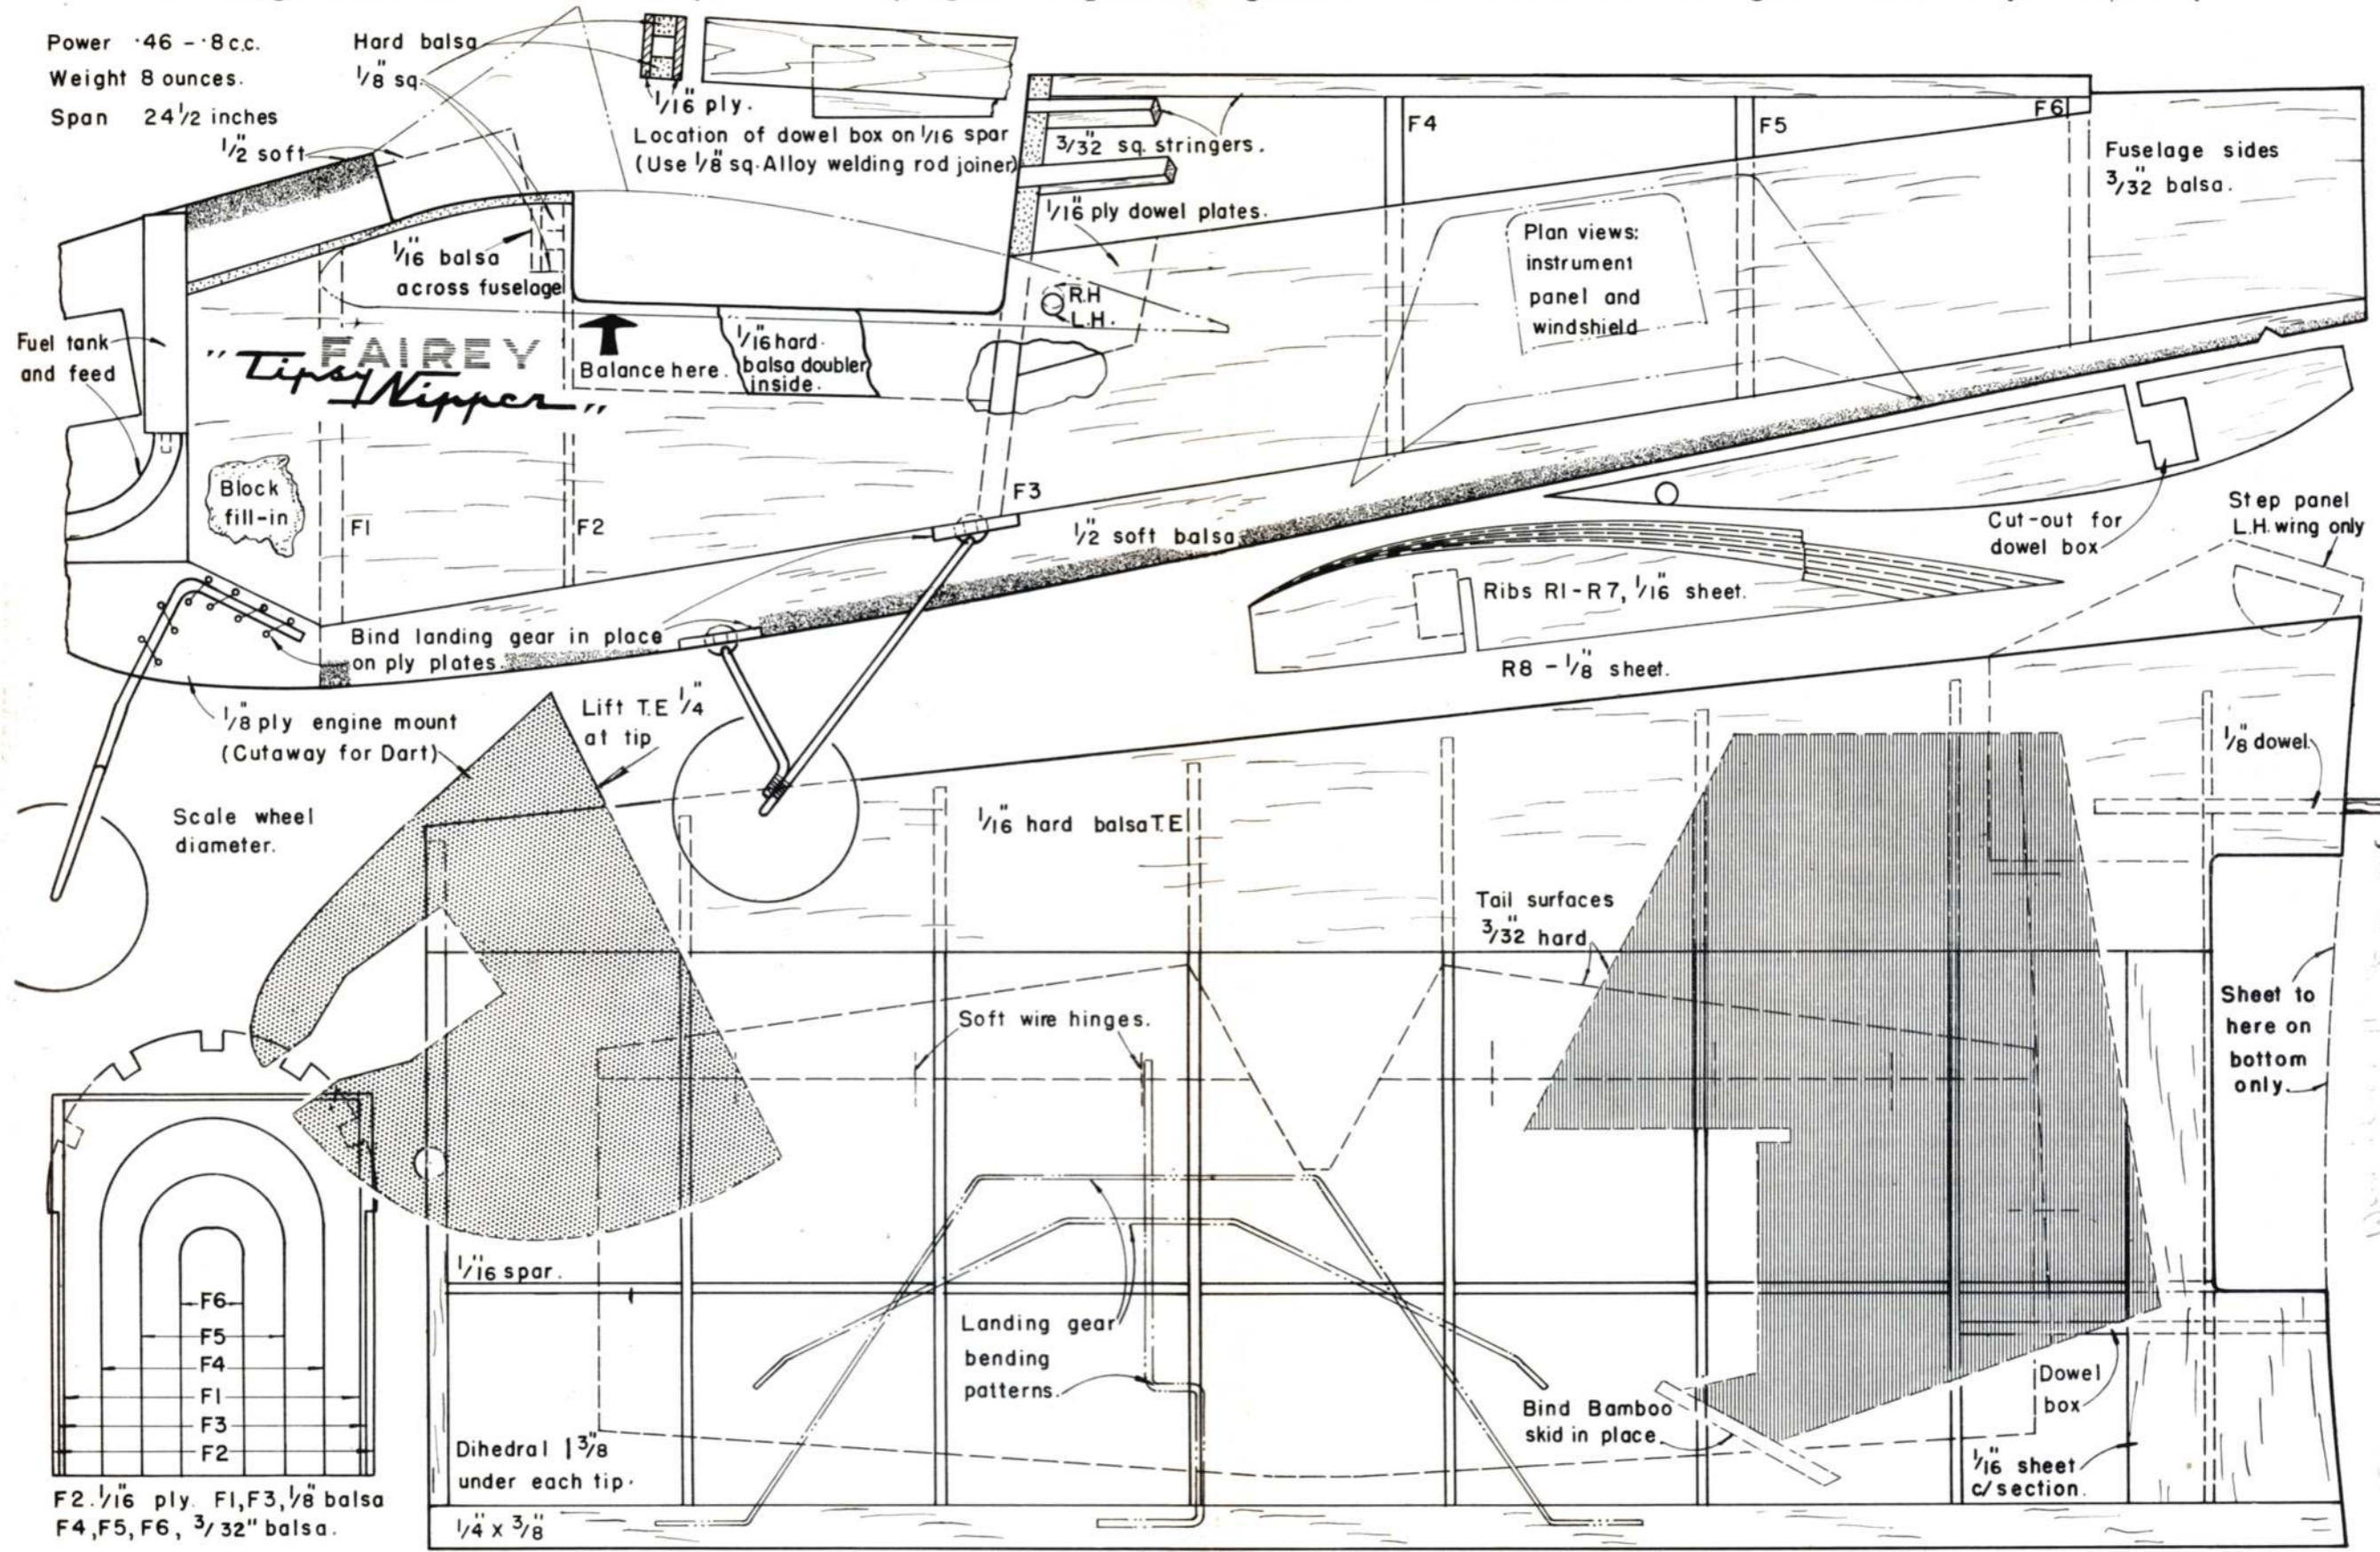 Power ·46 - ·8 c.c.
Weight 8 ounces.
Span 24 1/2 inches
Hard balsa
1/8" sq.
1/2" soft
1/16" ply.
Location of dowel box on 1/16 spar
(Use 1/8" sq. Alloy welding rod joiner)
3/32" sq. stringers.
1/16" ply dowel plates.
F4
F5
F6
Fuselage sides
3/32" balsa.
Plan views:
instrument
panel and
windshield
1/16" balsa
across fuselage
R.H
L.H.
Fuel tank
and feed
FAIREY
"Tipsy Nipper"
Balance here.
1/16" hard
balsa doubler
inside.
Block
fill-in
F1
F2
F3
1/2" soft balsa
Cut-out for
dowel box
Step panel
L.H. wing only
Ribs R1-R7, 1/16" sheet.
R8 - 1/8" sheet.
Bind landing gear in place
on ply plates.
1/8" ply engine mount
(Cutaway for Dart)
Lift T.E 1/4"
at tip
Scale wheel
diameter.
1/16" hard balsa T.E
1/8" dowel.
Tail surfaces
3/32" hard
Soft wire hinges.
Sheet to
here on
bottom
only.
1/16" spar.
Landing gear
bending
patterns.
Bind Bamboo
skid in place
Dowel
box
1/16" sheet
c/section.
F6
F5
F4
F1
F3
F2
Dihedral 1 3/8"
under each tip.
F2. 1/16" ply. F1, F3, 1/8" balsa
F4, F5, F6, 3/32" balsa.
1/4" x 3/8"